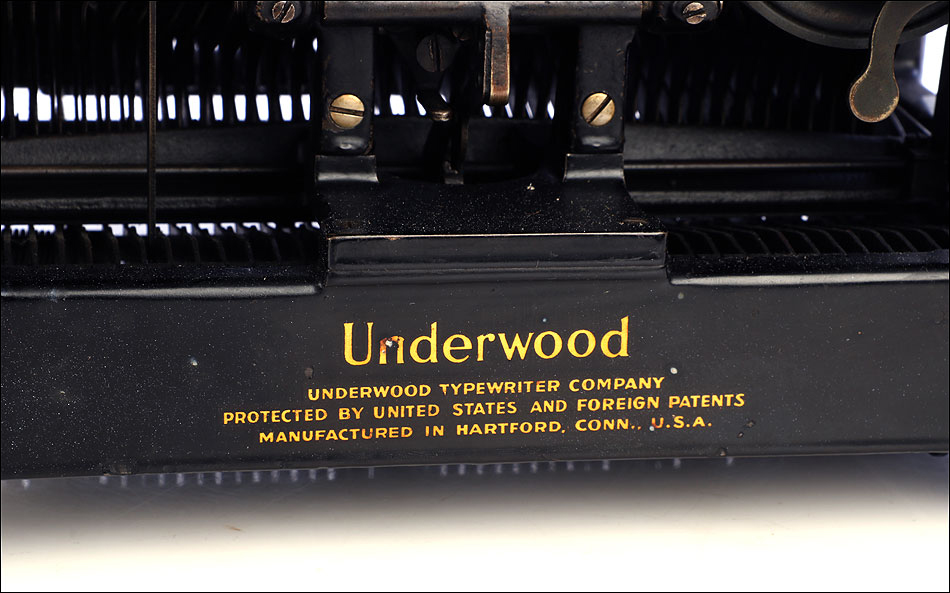 Underwood
UNDERWOOD TYPEWRITER COMPANY
PROTECTED BY UNITED STATES AND FOREIGN PATENTS
MANUFACTURED IN HARTFORD, CONN., U.S.A.